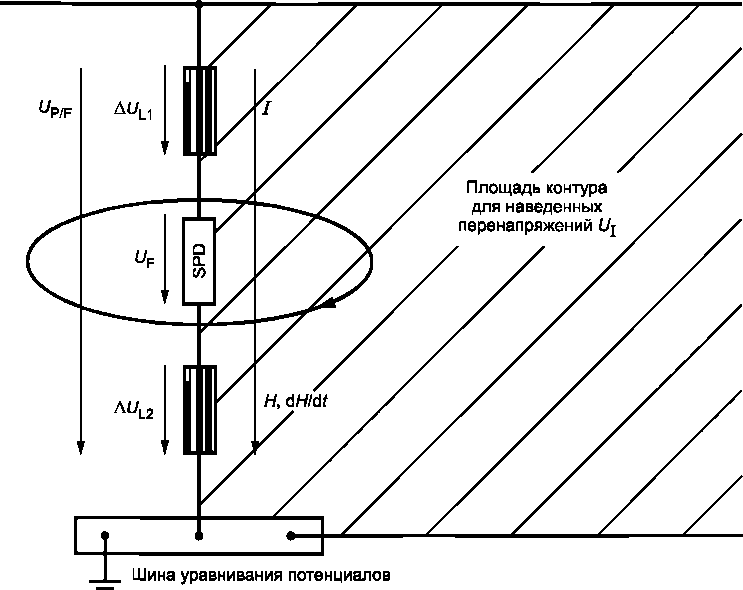 U_P/F
ΔU_L1
I
Площадь контура
для наведенных
перенапряжений U_I
U_F
SPD
ΔU_L2
H, dH/dt
Шина уравнивания потенциалов